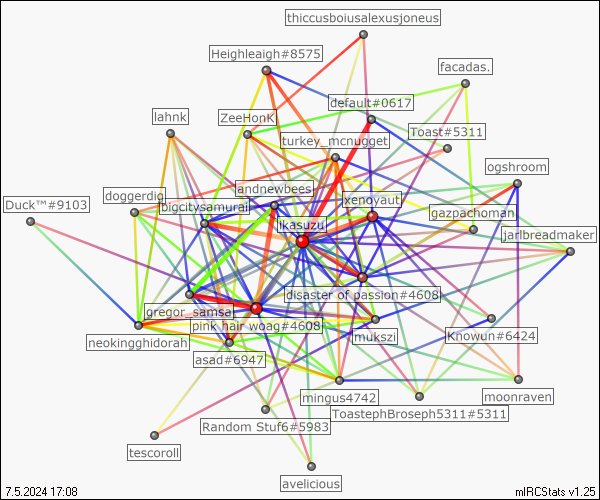 thiccusboiusalexusjoneus
Heighleaigh#8575
facadas.
default#0617
lahnk
ZeeHonK
Toast#5311
turkey_mcnugget
ogshroom
andnewbees
doggerdig
xenovaut
Duck™#9103
bigcitysamurai
gazpachoman
ikasuzu
jarlbreadmaker
disaster of passion#4608
gregor_samsa
pink hair woag#4608
mukszi
Knowun#6424
neokingghidorah
asad#6947
mingus4742
moonraven
ToastephBroseph5311#5311
Random Stuf6#5983
tescoroll
avelicious
7.5.2024 17:08
mIRCStats v1.25